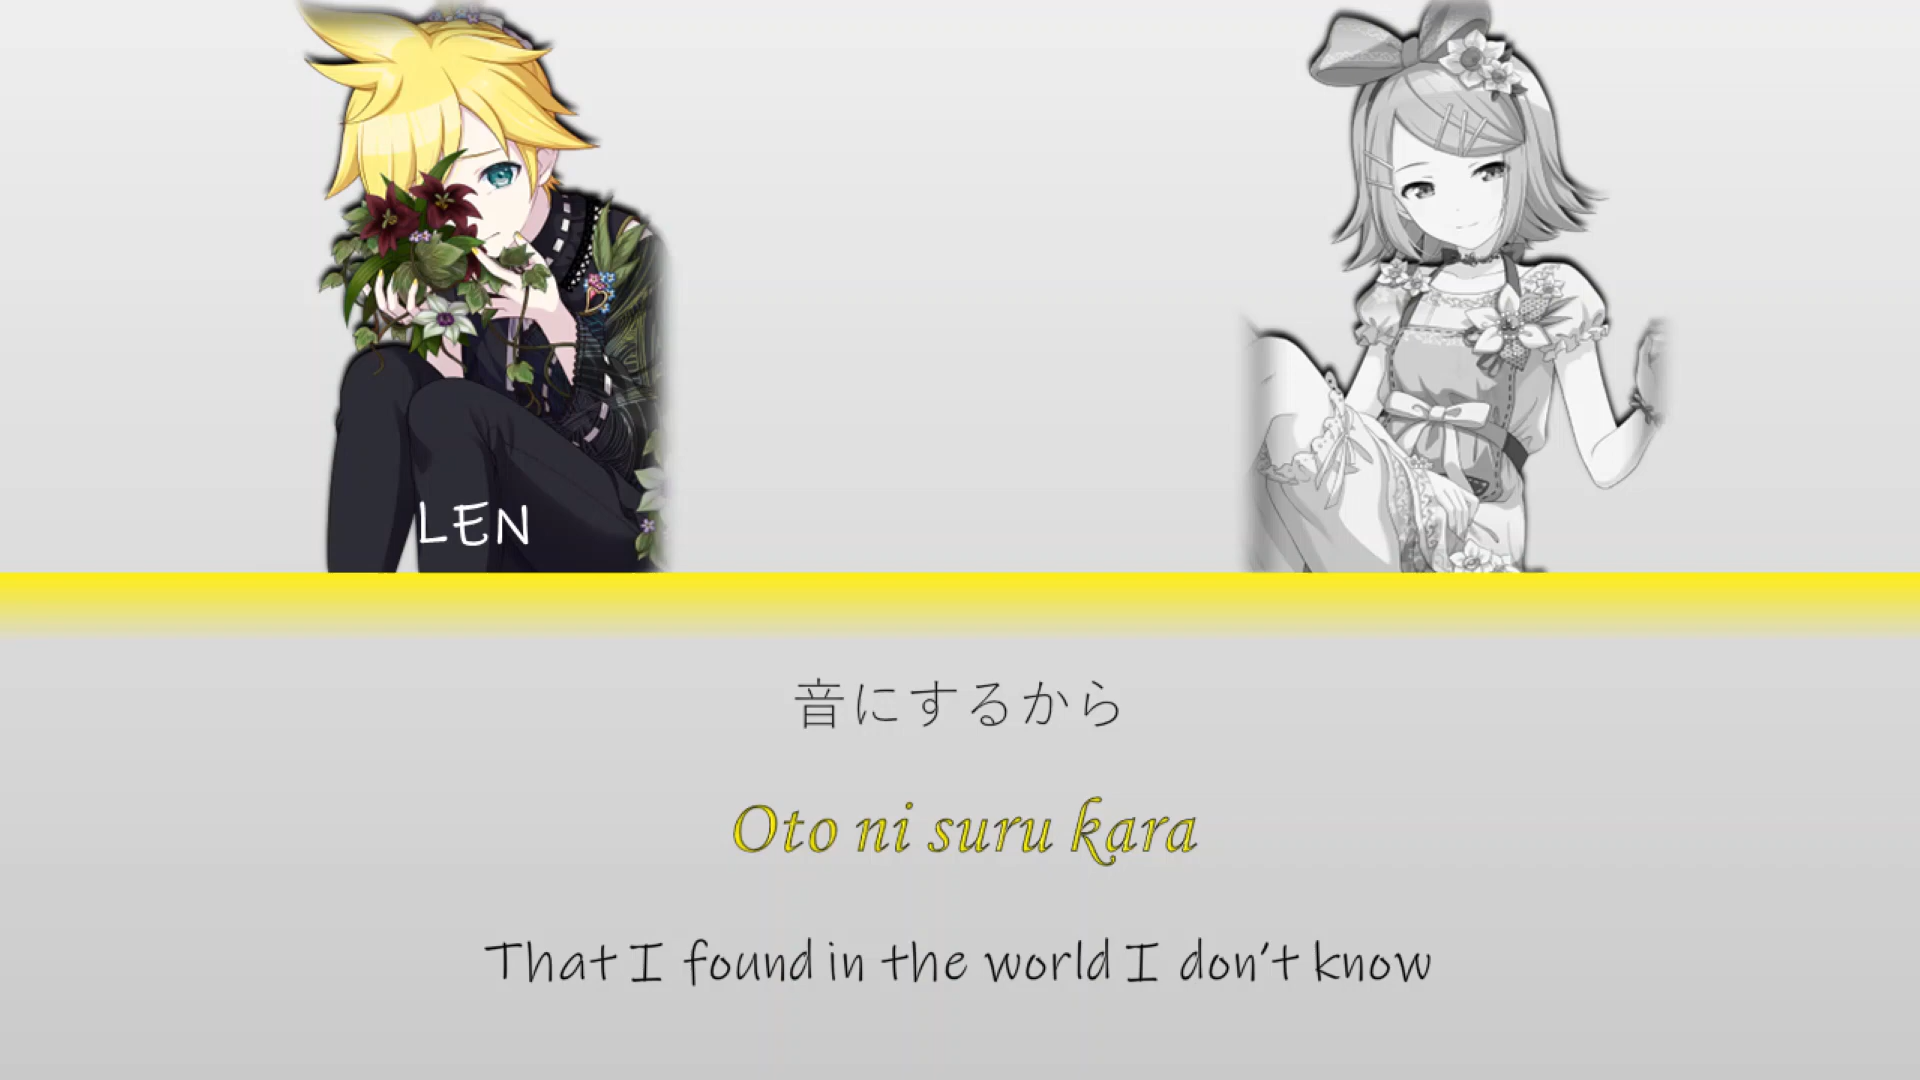 LEN
音にするから
Oto ni suru kara
That I found in the world I don't know